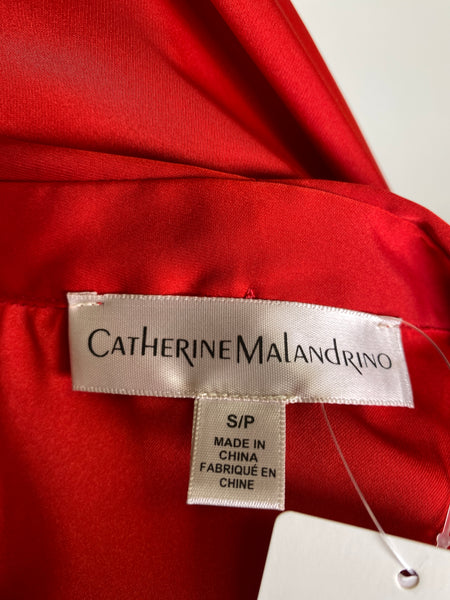 CATHERINE MALANDRINO
S/P
MADE IN
CHINA
FABRIQUÉ EN
CHINE